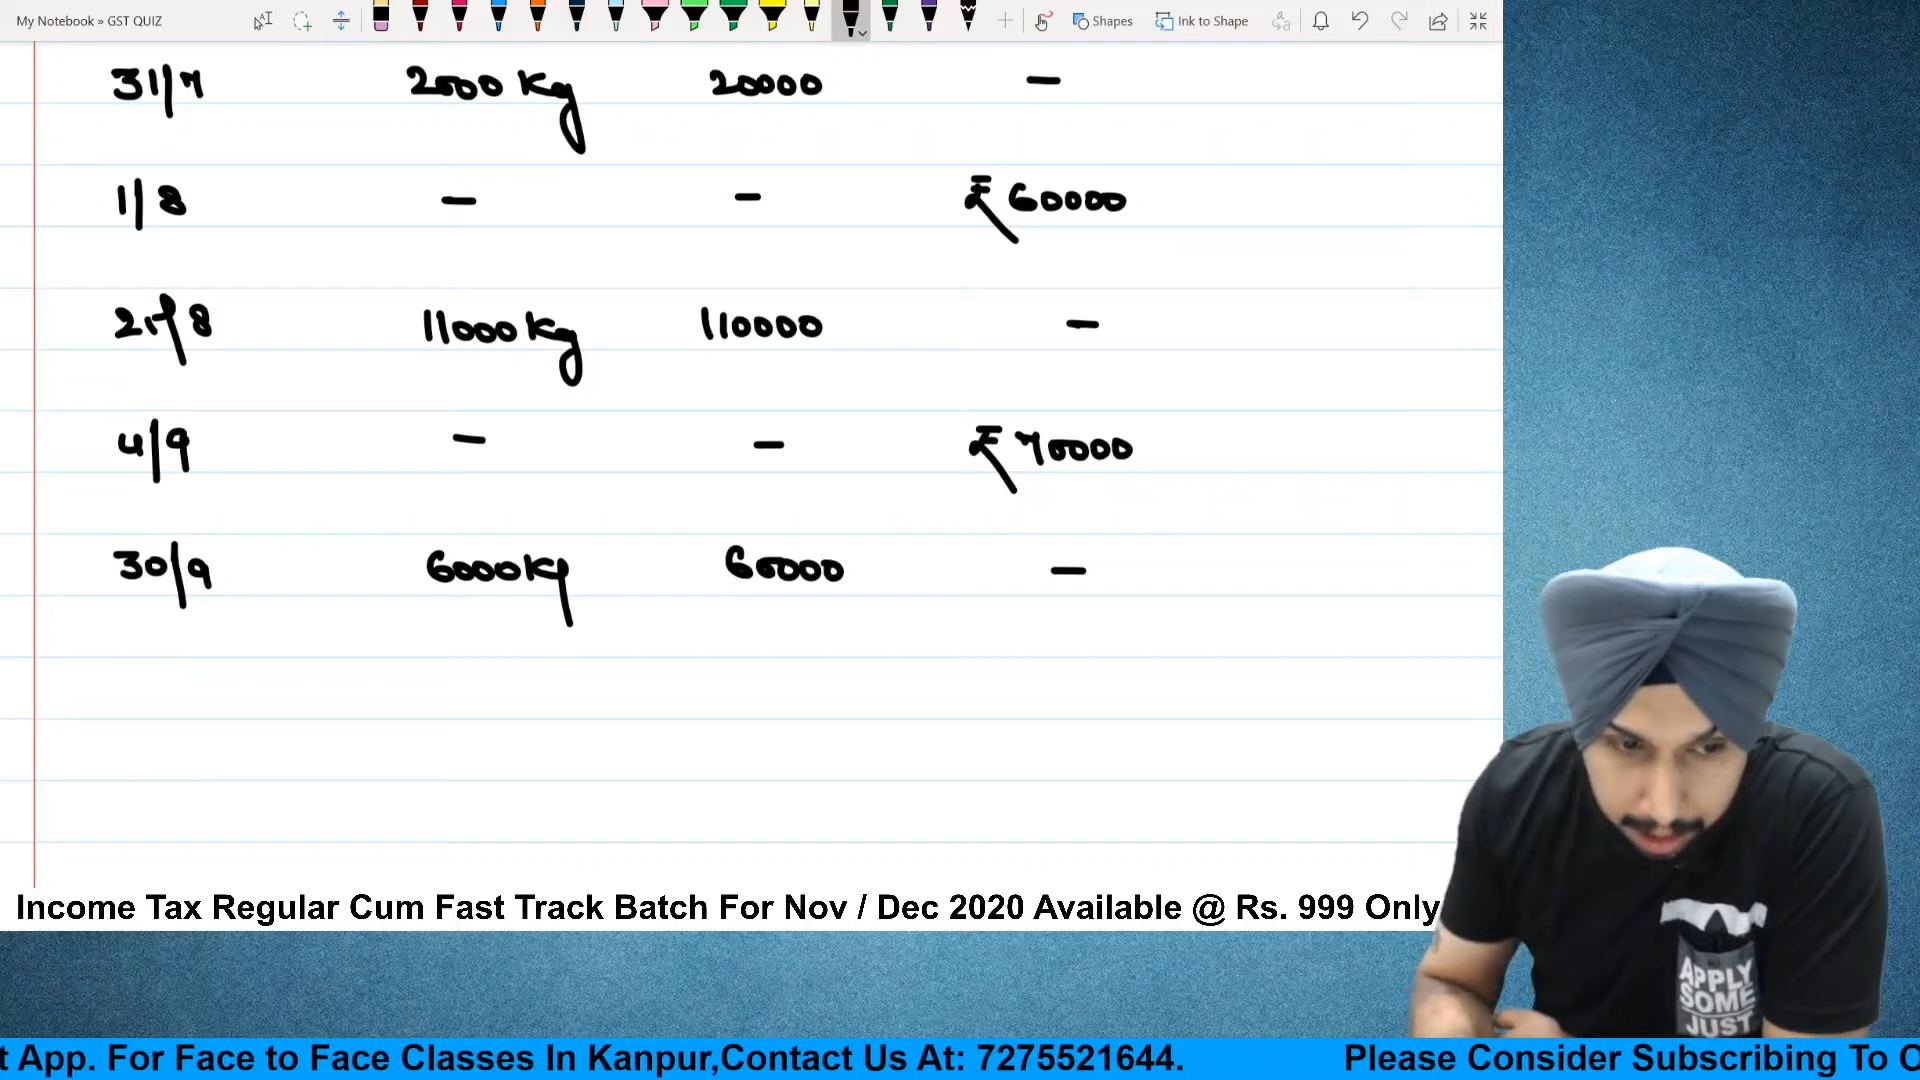 My Notebook » GST QUIZ
Shapes
Ink to Shape
31/7 2000 Kg 20000 —
1/8 — — ₹ 60000
21/8 11000 Kg 110000 —
4/9 — — ₹ 70000
30/9 6000 Kg 60000 —
Income Tax Regular Cum Fast Track Batch For Nov / Dec 2020 Available @ Rs. 999 Only
APPLY
SOME
JUST
t App. For Face to Face Classes In Kanpur,Contact Us At: 7275521644. Please Consider Subscribing To O